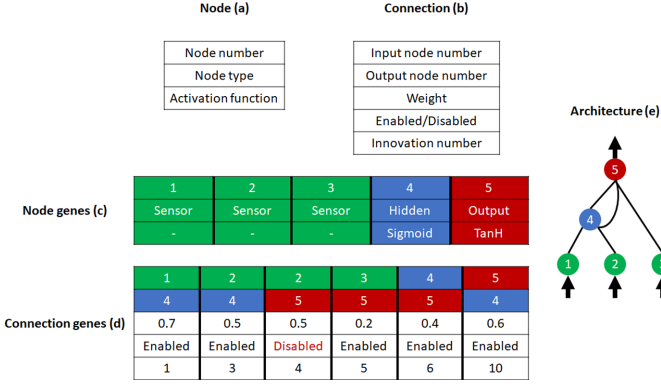 Node (a)
Connection (b)
Node number
Node type
Activation function
Input node number
Output node number
Weight
Enabled/Disabled
Innovation number
Architecture (e)
5
4
1 2
Node genes (c)
1 2 3 4 5
Sensor Sensor Sensor Hidden Output
- - - Sigmoid TanH
Connection genes (d)
1 2 2 3 4 5
4 4 5 5 5 4
0.7 0.5 0.5 0.2 0.4 0.6
Enabled Enabled Disabled Enabled Enabled Enabled
1 3 4 5 6 10